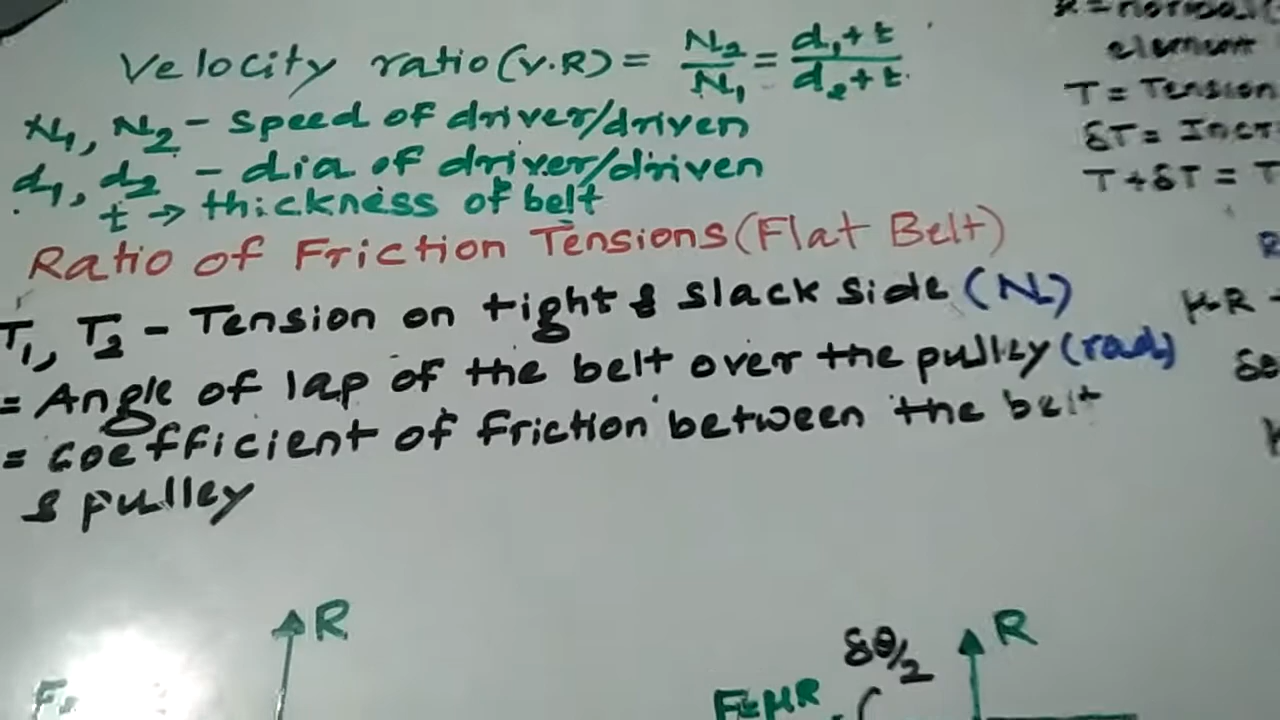 Velocity ratio (V.R) = N2/N1 = d1+t/d2+t
N1, N2 - speed of driver/driven
d1, d2 - dia of driver/driven
t → thickness of belt
Ratio of Friction Tensions (Flat Belt)
T1, T2 - Tension on tight & slack side (N)
= Angle of lap of the belt over the pulley (rad)
= coefficient of friction between the belt
& pulley
R
F=μR
δθ/2
R
element
T = Tension
δT = Incr
T+δT = T
μR
δθ